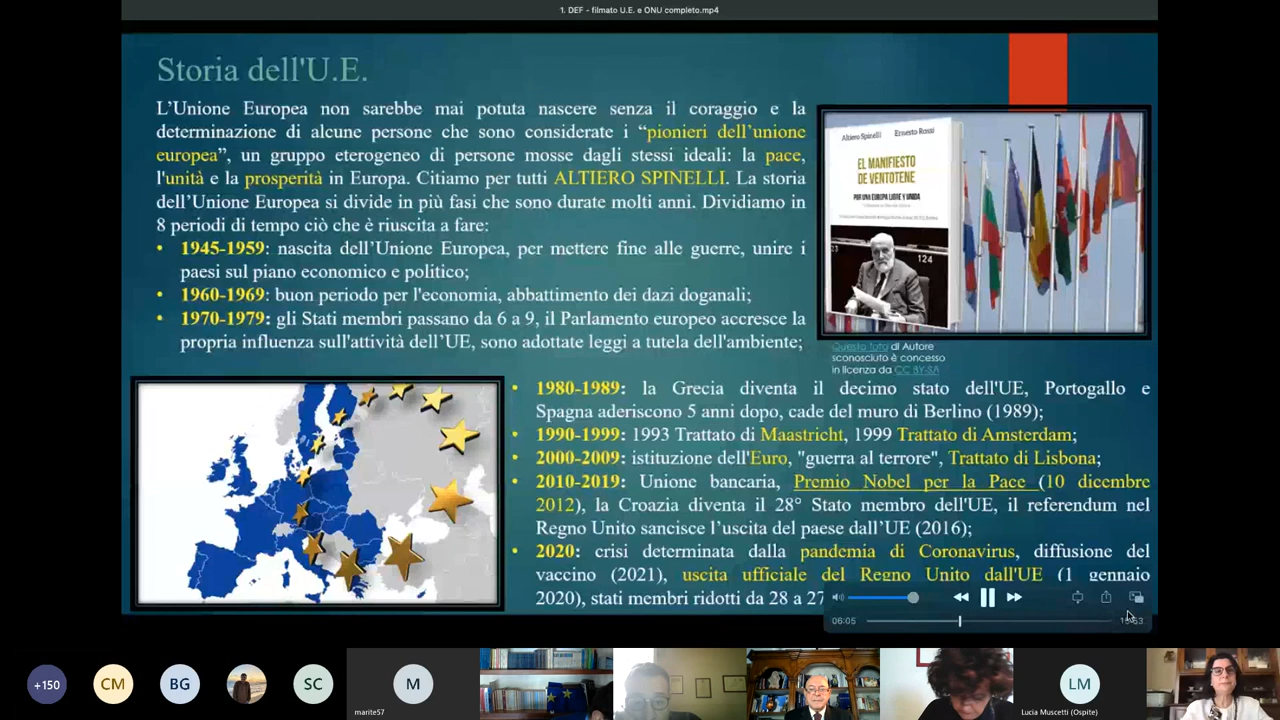 1. DEF - filmato U.E. e ONU completo.mp4
Storia dell'U.E.
L'Unione Europea non sarebbe mai potuta nascere senza il coraggio e la
determinazione di alcune persone che sono considerate i "pionieri dell'unione
europea", un gruppo eterogeneo di persone mosse dagli stessi ideali: la pace,
l'unità e la prosperità in Europa. Citiamo per tutti ALTIERO SPINELLI. La storia
dell'Unione Europea si divide in più fasi che sono durate molti anni. Dividiamo in
8 periodi di tempo ciò che è riuscita a fare:
• 1945-1959: nascita dell'Unione Europea, per mettere fine alle guerre, unire i
paesi sul piano economico e politico;
• 1960-1969: buon periodo per l'economia, abbattimento dei dazi doganali;
• 1970-1979: gli Stati membri passano da 6 a 9, il Parlamento europeo accresce la
propria influenza sull'attività dell'UE, sono adottate leggi a tutela dell'ambiente;
Altiero Spinelli Ernesto Rossi
EL MANIFIESTO
DE VENTOTENE
POR UNA EUROPA LIBRE Y UNIDA
124
Questa foto di Autore
sconosciuto è concesso
in licenza da CC BY-SA
• 1980-1989: la Grecia diventa il decimo stato dell'UE, Portogallo e
Spagna aderiscono 5 anni dopo, cade del muro di Berlino (1989);
• 1990-1999: 1993 Trattato di Maastricht, 1999 Trattato di Amsterdam;
• 2000-2009: istituzione dell'Euro, "guerra al terrore", Trattato di Lisbona;
• 2010-2019: Unione bancaria, Premio Nobel per la Pace (10 dicembre
2012), la Croazia diventa il 28° Stato membro dell'UE, il referendum nel
Regno Unito sancisce l'uscita del paese dall'UE (2016);
• 2020: crisi determinata dalla pandemia di Coronavirus, diffusione del
vaccino (2021), uscita ufficiale del Regno Unito dall'UE (1 gennaio
2020), stati membri ridotti da 28 a 27
06:05
+150
CM
BG
SC
M
marite57
LM
Lucia Muscetti (Ospite)